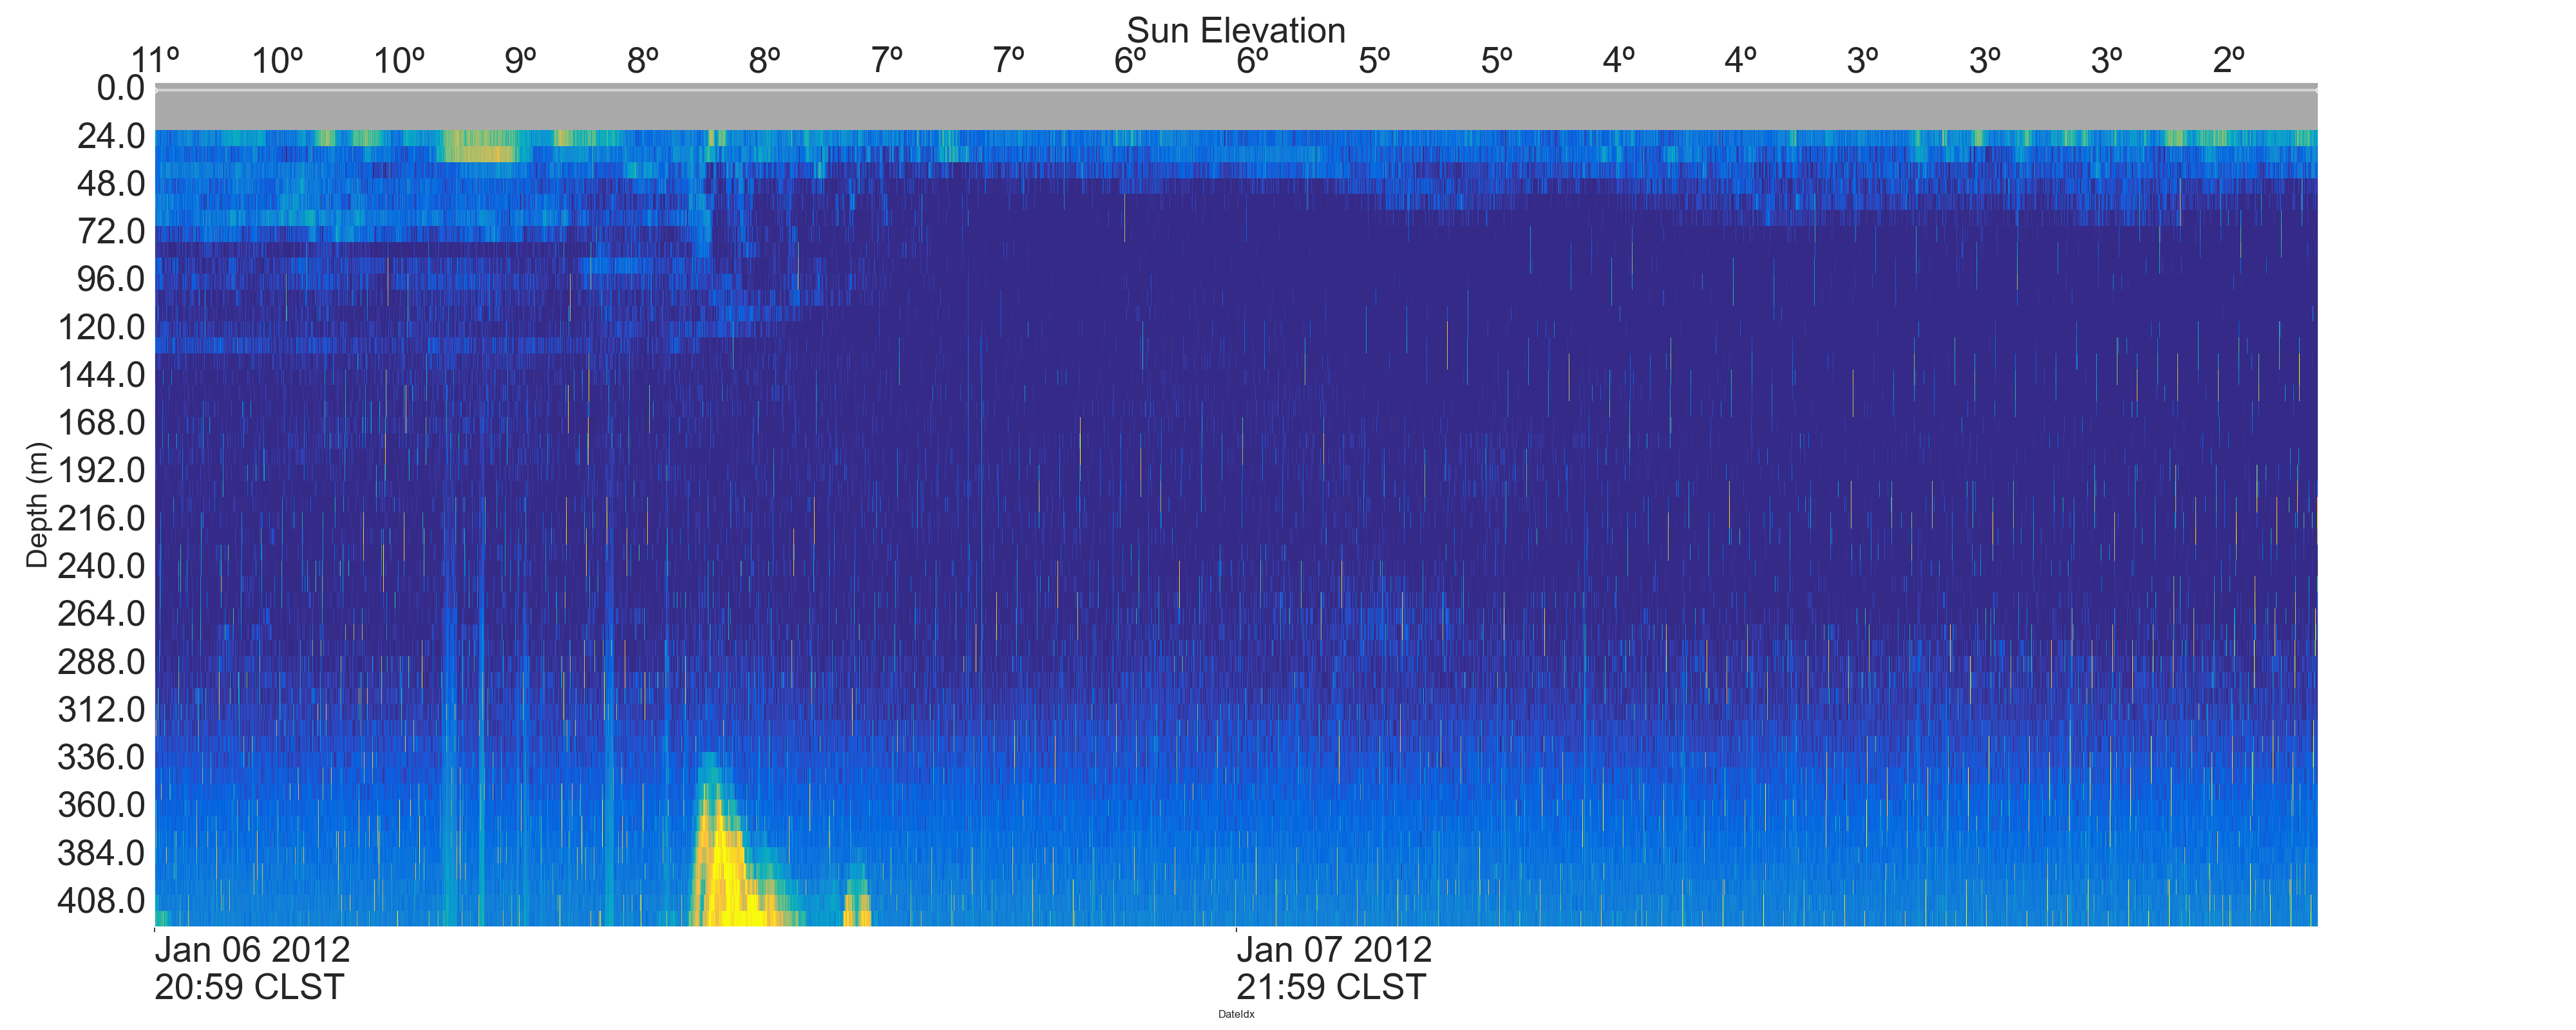 Sun Elevation
11º 10º 10º 9º 8º 8º 7º 7º 6º 6º 5º 5º 4º 4º 3º 3º 3º 2º
0.0
24.0
48.0
72.0
96.0
120.0
144.0
168.0
192.0
216.0
240.0
264.0
288.0
312.0
336.0
360.0
384.0
408.0
Depth (m)
Jan 06 2012
20:59 CLST
Jan 07 2012
21:59 CLST
DateIdx